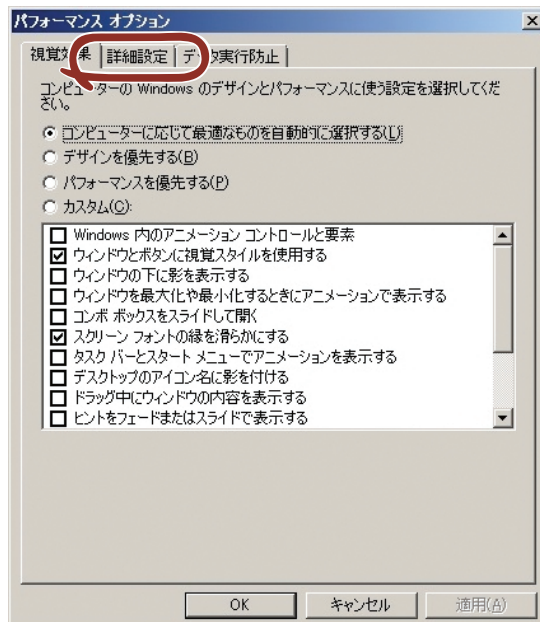 パフォーマンス オプション
視覚効果 詳細設定 データ実行防止
コンピューターの Windows のデザインとパフォーマンスに使う設定を選択してくだ
さい。
コンピューターに応じて最適なものを自動的に選択する(L)
デザインを優先する(B)
パフォーマンスを優先する(P)
カスタム(C):
Windows 内のアニメーション コントロールと要素
ウィンドウとボタンに視覚スタイルを使用する
ウィンドウの下に影を表示する
ウィンドウを最大化や最小化するときにアニメーションで表示する
コンボ ボックスをスライドして開く
スクリーン フォントの縁を滑らかにする
タスク バーとスタート メニューでアニメーションを表示する
デスクトップのアイコン名に影を付ける
ドラッグ中にウィンドウの内容を表示する
ヒントをフェードまたはスライドで表示する
OK キャンセル 適用(A)